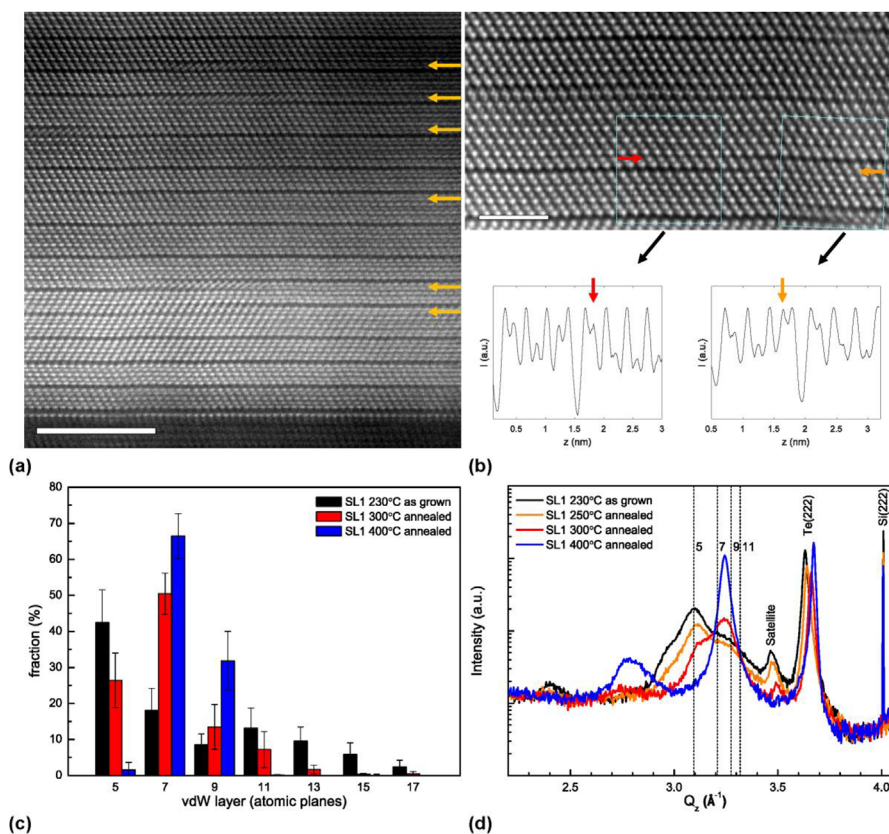 (a)
I (a.u.)
0.5 1 1.5 2 2.5 3
z (nm)
I (a.u.)
0.5 1 1.5 2 2.5 3
z (nm)
(b)
fraction (%)
80
70
60
50
40
30
20
10
0
SL1 230°C as grown
SL1 300°C annealed
SL1 400°C annealed
5 7 9 11 13 15 17
vdW layer (atomic planes)
(c)
Intensity (a.u.)
SL1 230°C as grown
SL1 250°C annealed
SL1 300°C annealed
SL1 400°C annealed
5 7 9 11
Satellite
Te(222)
Si(222)
2.5 3.0 3.5 4.0
Qz (Å-1)
(d)